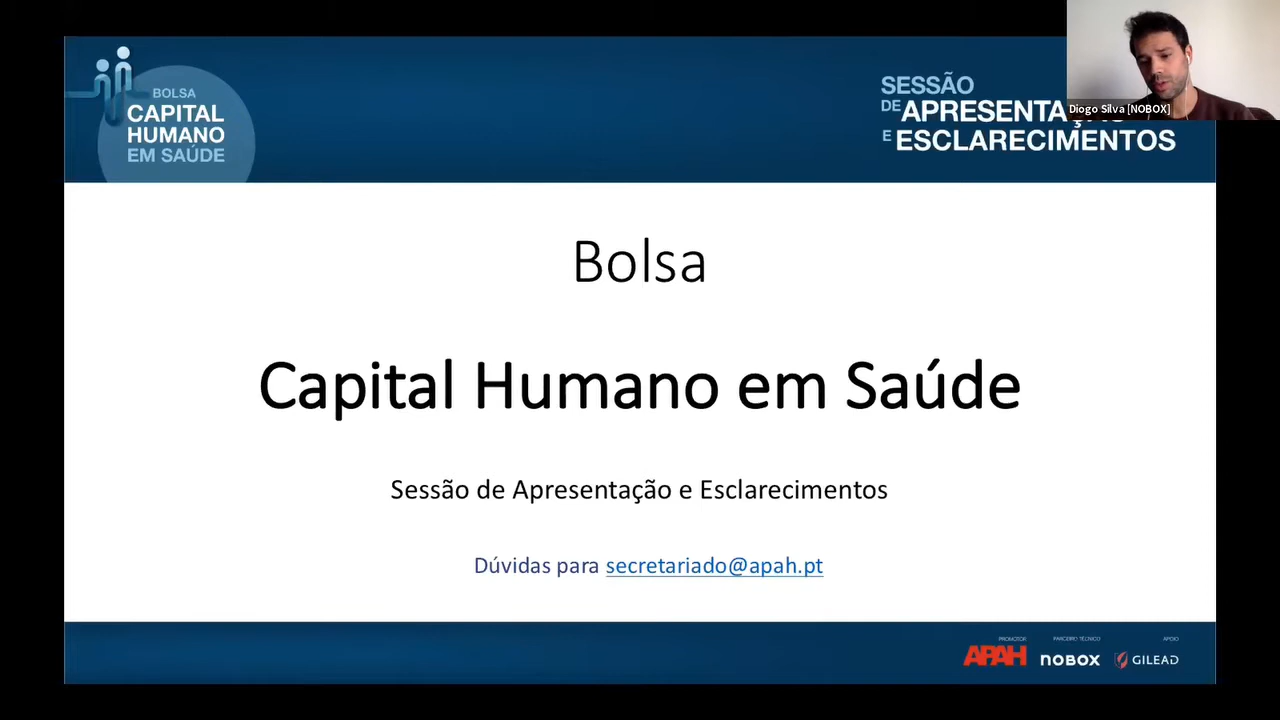 BOLSA
CAPITAL
HUMANO
EM SAÚDE
SESSÃO
DE APRESENTAÇÃO
E ESCLARECIMENTOS
Diogo Silva [NOBOX]
Bolsa
Capital Humano em Saúde
Sessão de Apresentação e Esclarecimentos
Dúvidas para secretariado@apah.pt
PROMOTOR
APAH
PARCEIRO TÉCNICO
NOBOX
APOIO
GILEAD